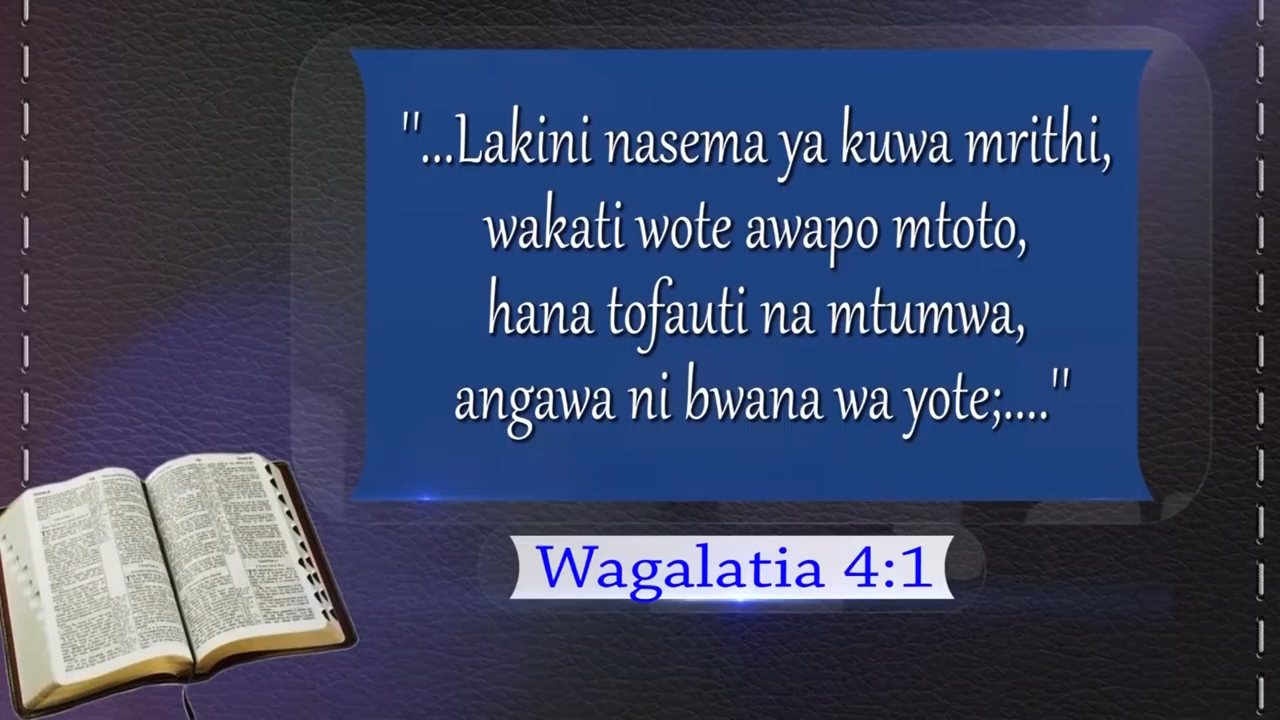 "...Lakini nasema ya kuwa mrithi,
wakati wote awapo mtoto,
hana tofauti na mtumwa,
angawa ni bwana wa yote;...."
Wagalatia 4:1